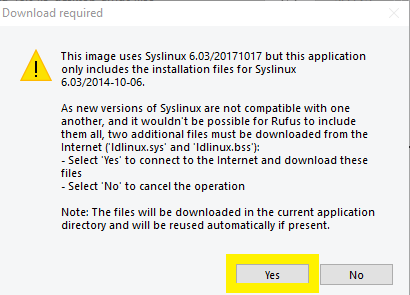 Download required
This image uses Syslinux 6.03/20171017 but this application
only includes the installation files for Syslinux
6.03/2014-10-06.
As new versions of Syslinux are not compatible with one
another, and it wouldn't be possible for Rufus to include
them all, two additional files must be downloaded from the
Internet ('ldlinux.sys' and 'ldlinux.bss'):
- Select 'Yes' to connect to the Internet and download these
files
- Select 'No' to cancel the operation
Note: The files will be downloaded in the current application
directory and will be reused automatically if present.
Yes
No